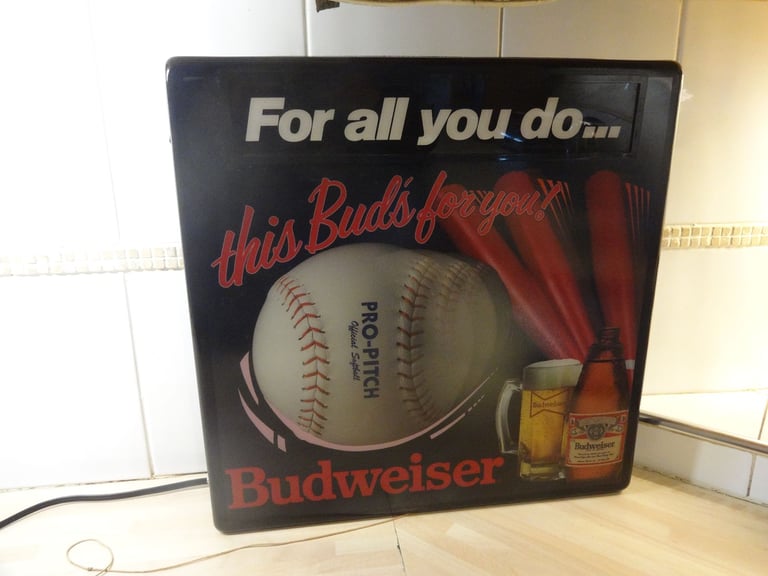 For all you do...
this Bud's for you!
PRO-PITCH
Official Softball
Budweiser
Budweiser
Budweiser